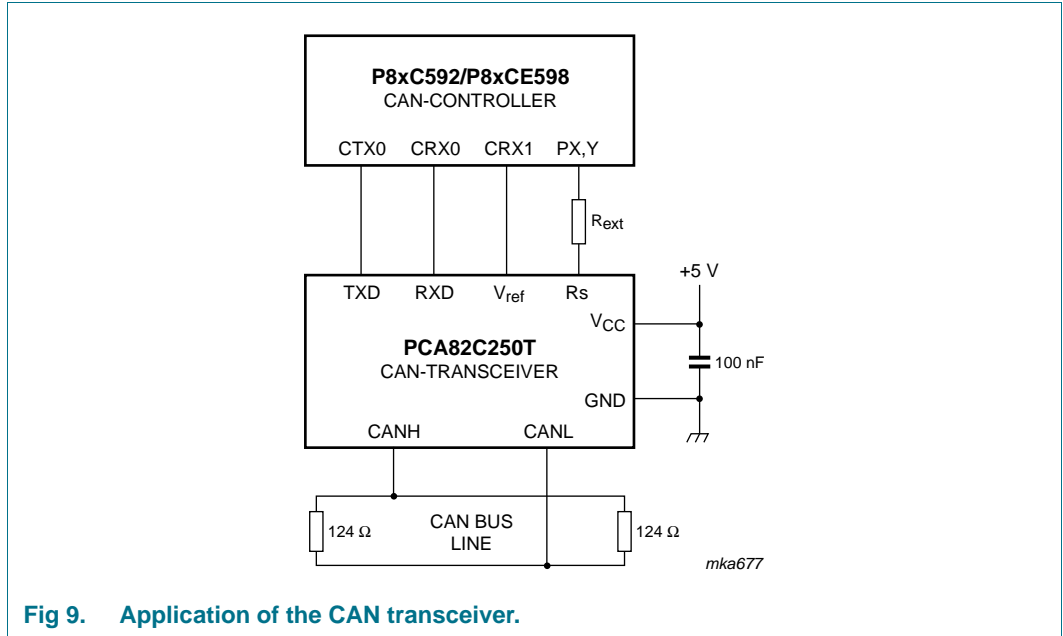 P8xC592/P8xCE598
CAN-CONTROLLER
CTX0 CRX0 CRX1 PX,Y
Rext
+5 V
TXD RXD Vref Rs
VCC
PCA82C250T
CAN-TRANSCEIVER
100 nF
GND
CANH CANL
124 Ω
CAN BUS
LINE
124 Ω
mka677
Fig 9. Application of the CAN transceiver.